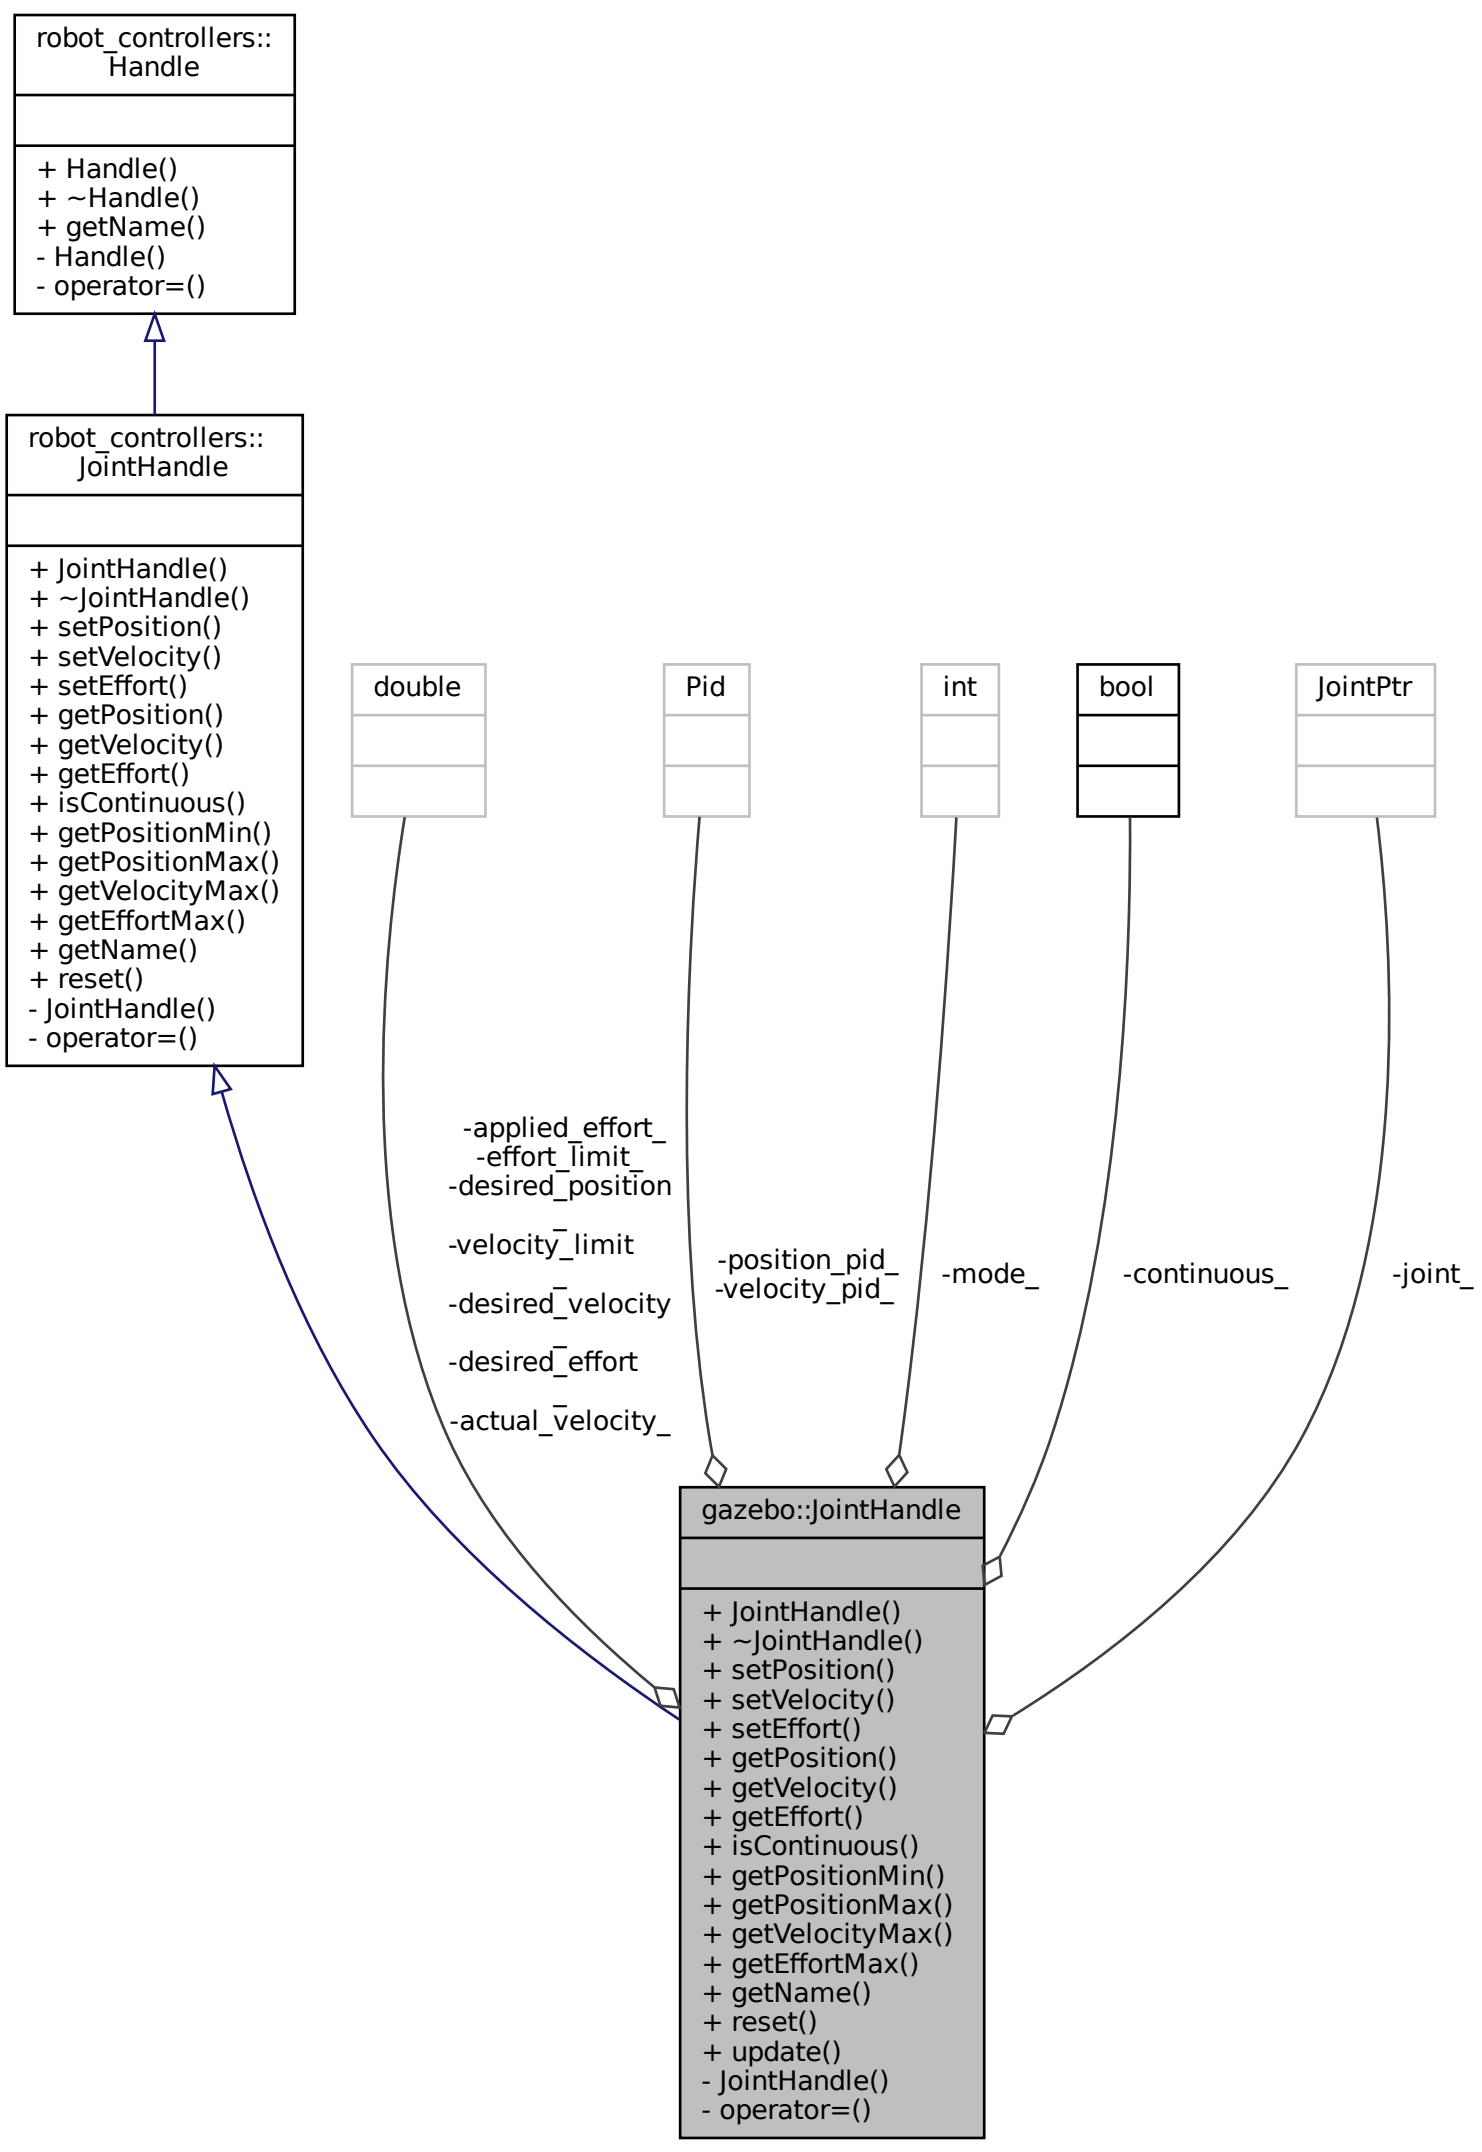 robot_controllers::
Handle
+ Handle()
+ ~Handle()
+ getName()
- Handle()
- operator=()
robot_controllers::
JointHandle
+ JointHandle()
+ ~JointHandle()
+ setPosition()
+ setVelocity()
+ setEffort()
+ getPosition()
+ getVelocity()
+ getEffort()
+ isContinuous()
+ getPositionMin()
+ getPositionMax()
+ getVelocityMax()
+ getEffortMax()
+ getName()
+ reset()
- JointHandle()
- operator=()
double
Pid
int
bool
JointPtr
-applied_effort_
-effort_limit_
-desired_position
_
-velocity_limit
_
-desired_velocity
_
-desired_effort
_
-actual_velocity_
-position_pid_
-velocity_pid_
-mode_
-continuous_
-joint_
gazebo::JointHandle
+ JointHandle()
+ ~JointHandle()
+ setPosition()
+ setVelocity()
+ setEffort()
+ getPosition()
+ getVelocity()
+ getEffort()
+ isContinuous()
+ getPositionMin()
+ getPositionMax()
+ getVelocityMax()
+ getEffortMax()
+ getName()
+ reset()
+ update()
- JointHandle()
- operator=()